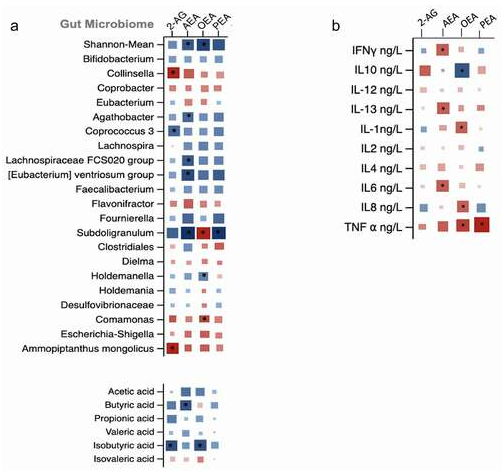 a
Gut Microbiome
2-AG
AEA
OEA
PEA
Shannon-Mean
Bifidobacterium
Collinsella
Coprobacter
Eubacterium
Agathobacter
Coprococcus 3
Lachnospira
Lachnospiraceae FCS020 group
[Eubacterium] ventriosum group
Faecalibacterium
Flavonifractor
Fournierella
Subdoligranulum
Clostridiales
Dielma
Holdemanella
Holdemania
Desulfovibrionaceae
Comamonas
Escherichia-Shigella
Ammopiptanthus mongolicus
Acetic acid
Butyric acid
Propionic acid
Valeric acid
Isobutyric acid
Isovaleric acid
b
2-AG
AEA
OEA
PEA
IFNγ ng/L
IL10 ng/L
IL-12 ng/L
IL-13 ng/L
IL-1ng/L
IL2 ng/L
IL4 ng/L
IL6 ng/L
IL8 ng/L
TNF α ng/L